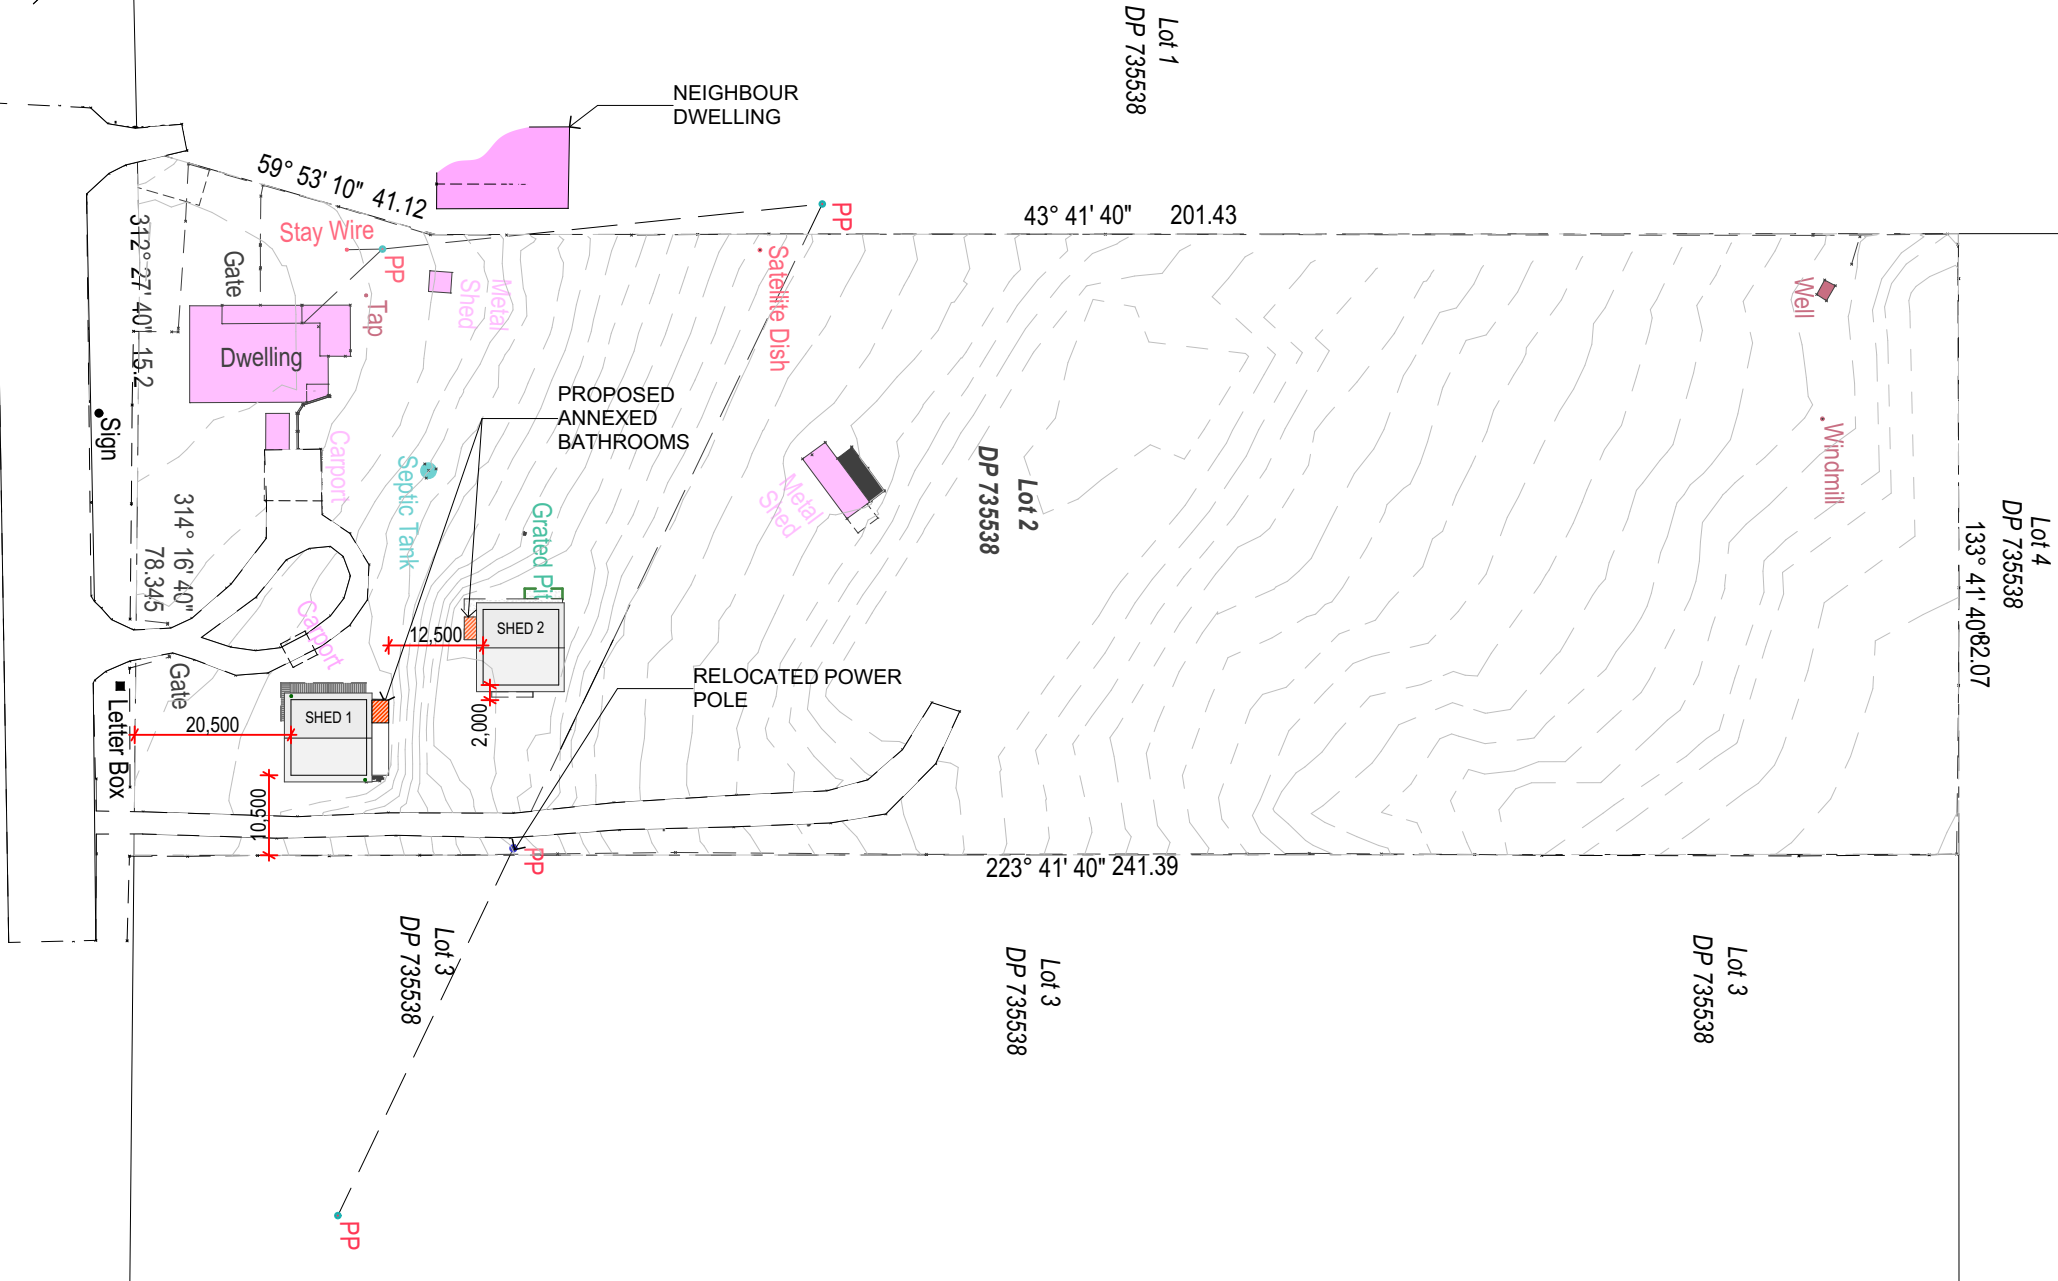 Lot 1
DP 735538
NEIGHBOUR
DWELLING
59° 53' 10" 41.12
43° 41' 40" 201.43
PP
Stay Wire
PP
Gate
312° 27' 40" 15.2
Tap
Metal
Shed
Satellite Dish
Well
Dwelling
PROPOSED
ANNEXED
BATHROOMS
Sign
Carport
Septic Tank
Grated Pit
Metal
Shed
Lot 2
DP 735538
Windmill
Lot 4
DP 735538
133° 41' 40"
82.07
314° 16' 40"
78.345
Carport
12,500
SHED 2
Gate
Letter Box
20,500
SHED 1
2,000
RELOCATED POWER
POLE
10,500
PP
223° 41' 40" 241.39
Lot 3
DP 735538
Lot 3
DP 735538
Lot 3
DP 735538
PP